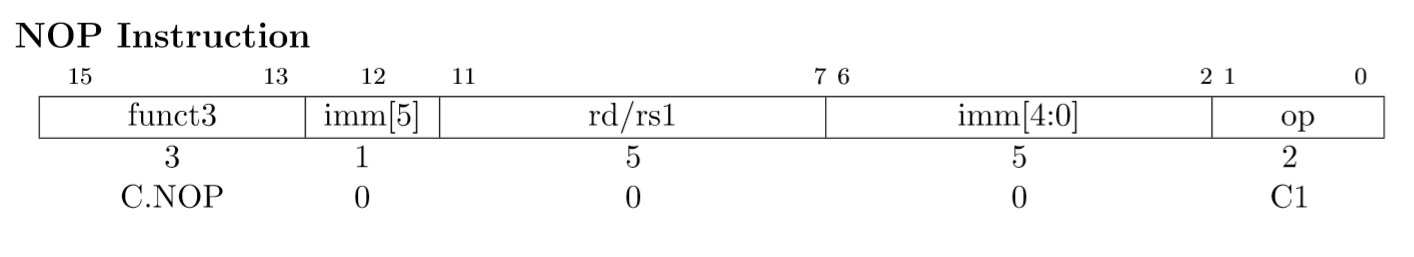 NOP Instruction
15 13 12 11 7 6 2 1 0
funct3 imm[5] rd/rs1 imm[4:0] op
3 1 5 5 2
C.NOP 0 0 0 C1